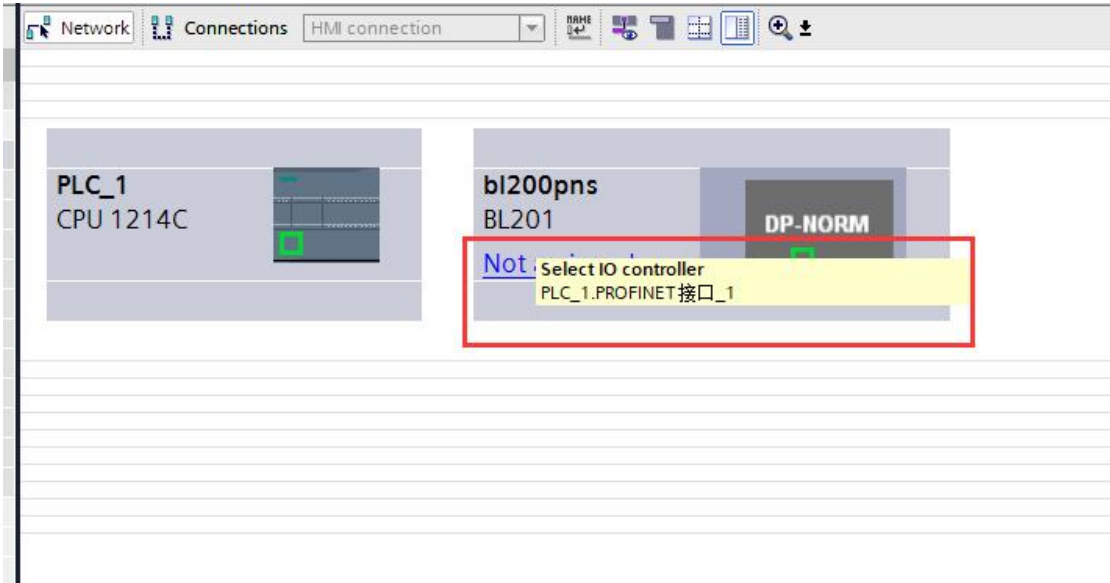 Network Connections HMI connection NAME
PLC_1
CPU 1214C
bl200pns
BL201
DP-NORM
Not
Select IO controller
PLC_1.PROFINET接口_1